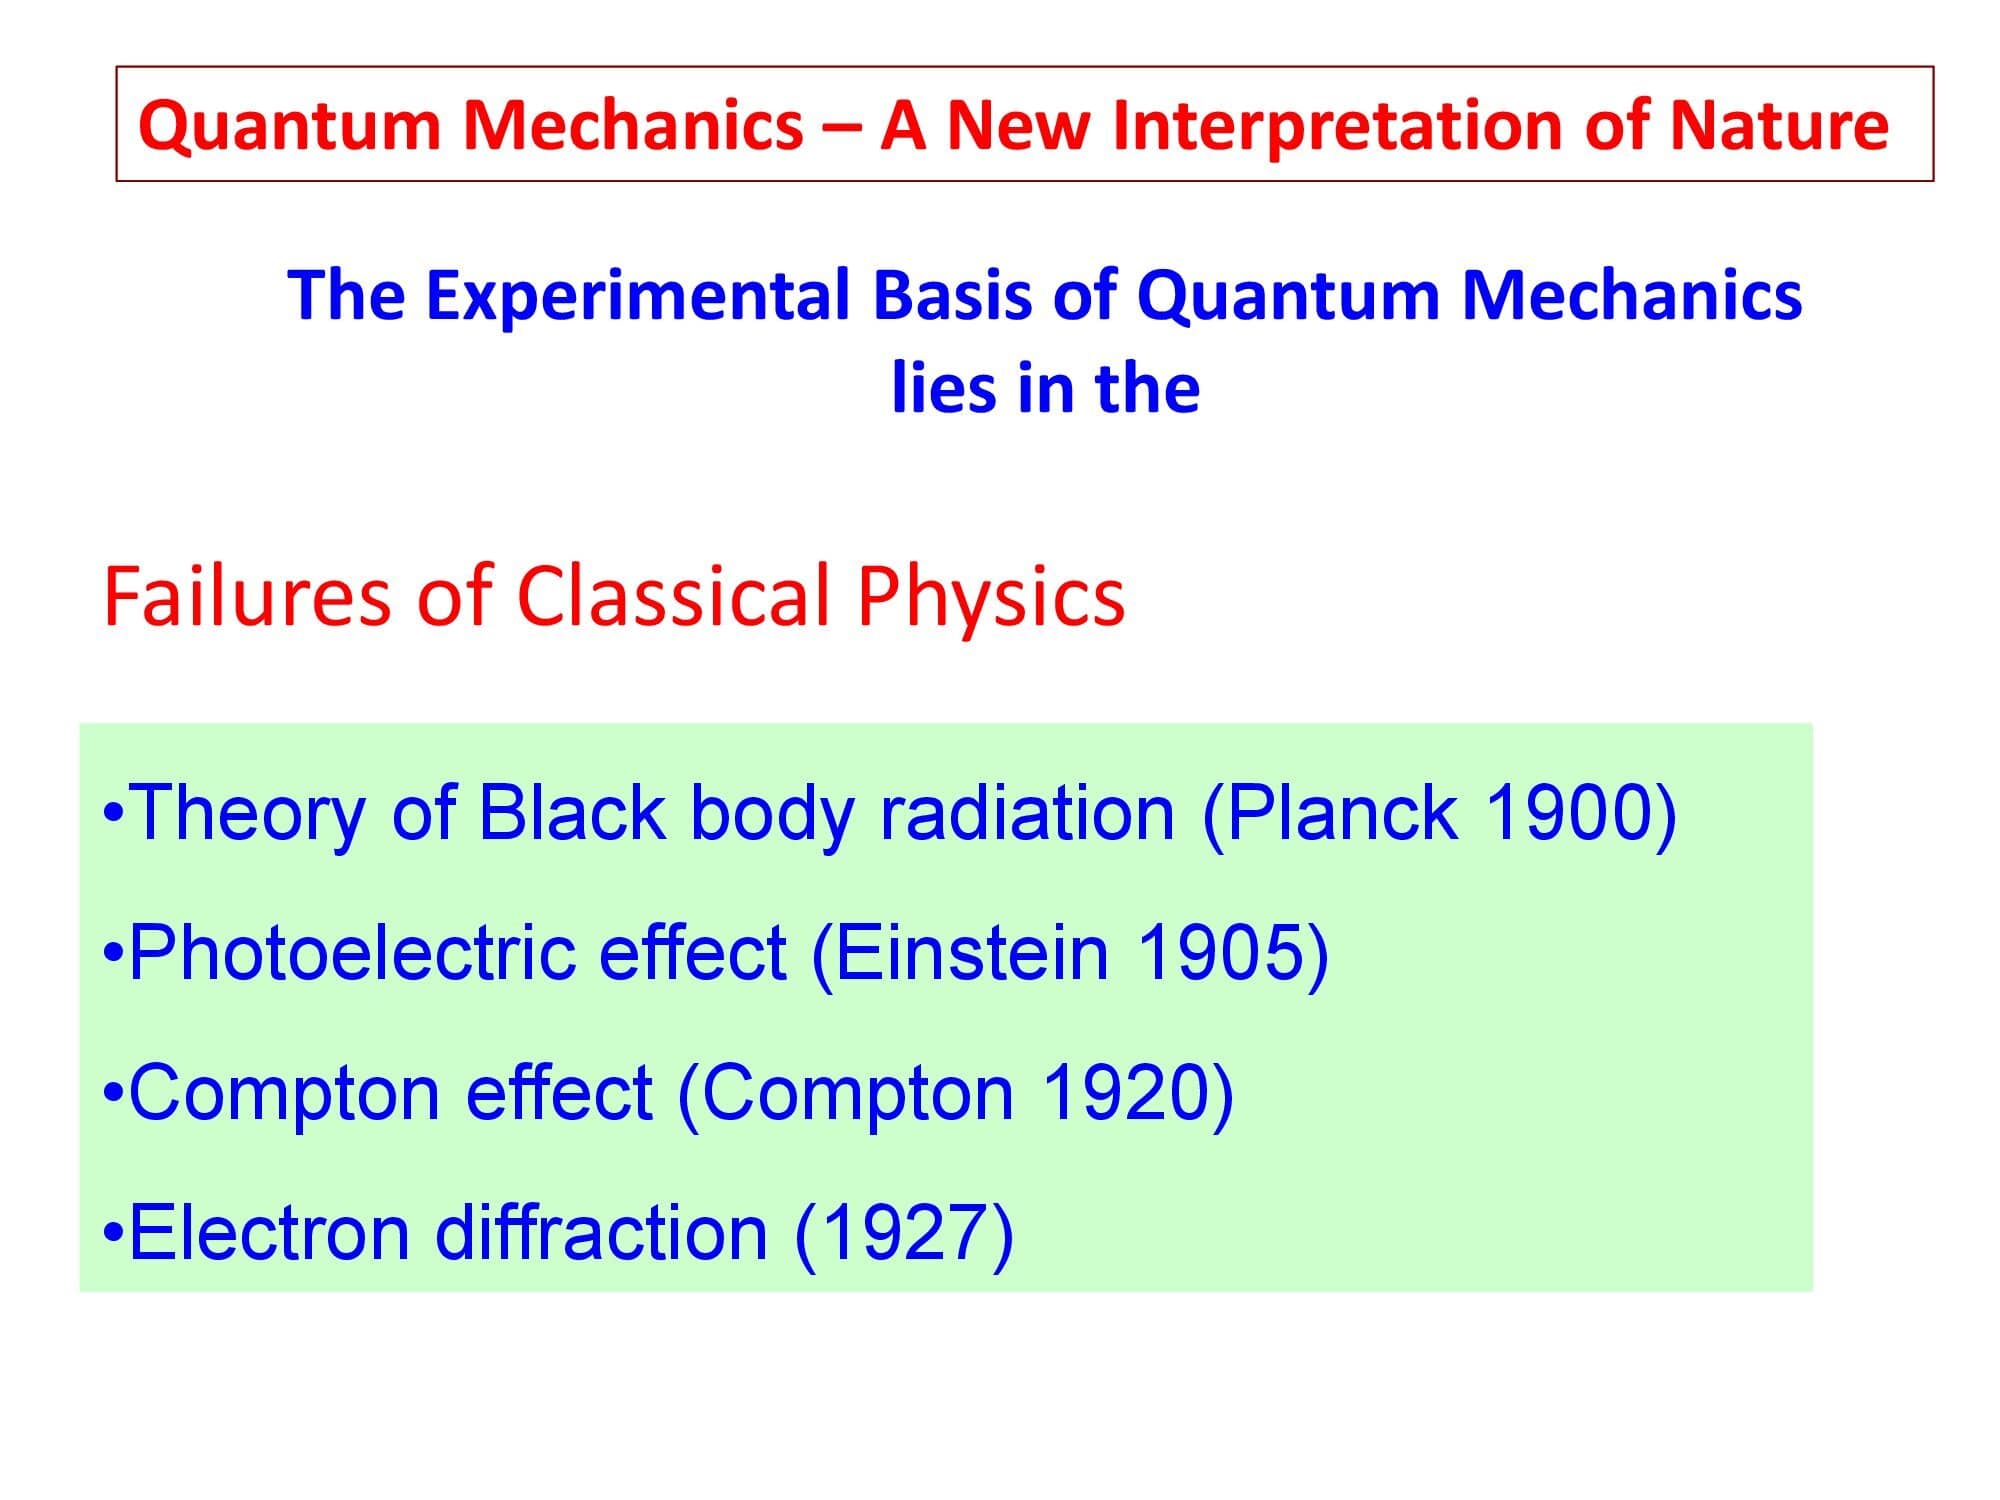 Quantum Mechanics – A New Interpretation of Nature
The Experimental Basis of Quantum Mechanics
lies in the
Failures of Classical Physics
•Theory of Black body radiation (Planck 1900)
•Photoelectric effect (Einstein 1905)
•Compton effect (Compton 1920)
•Electron diffraction (1927)